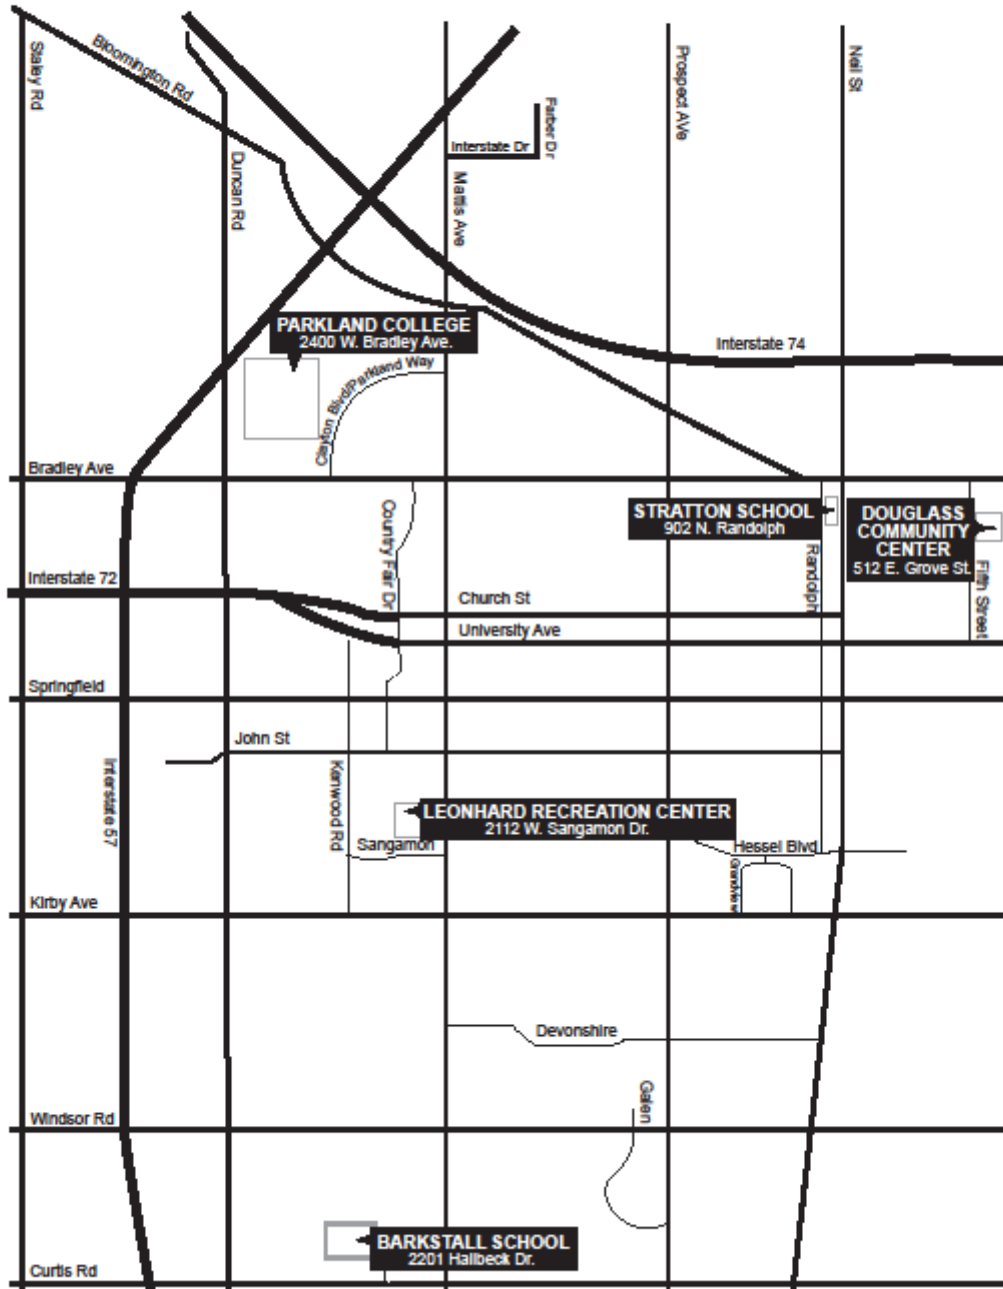 Staley Rd
Bloomington Rd
Duncan Rd
Interstate Dr
Farber Dr
Mattis Ave
Prospect AVe
Neil St
PARKLAND COLLEGE
2400 W. Bradley Ave.
Interstate 74
Clayton Blvd/Parkland Way
Bradley Ave
Country Fair Dr
STRATTON SCHOOL
902 N. Randolph
Randolph
DOUGLASS
COMMUNITY
CENTER
512 E. Grove St.
Fifth Street
Interstate 72
Church St
University Ave
Springfield
John St
Interstate 57
Kenwood Rd
LEONHARD RECREATION CENTER
2112 W. Sangamon Dr.
Sangamon
Hessel Blvd
Grandview
Kirby Ave
Devonshire
Galen
Windsor Rd
BARKSTALL SCHOOL
2201 Hallbeck Dr.
Curtis Rd